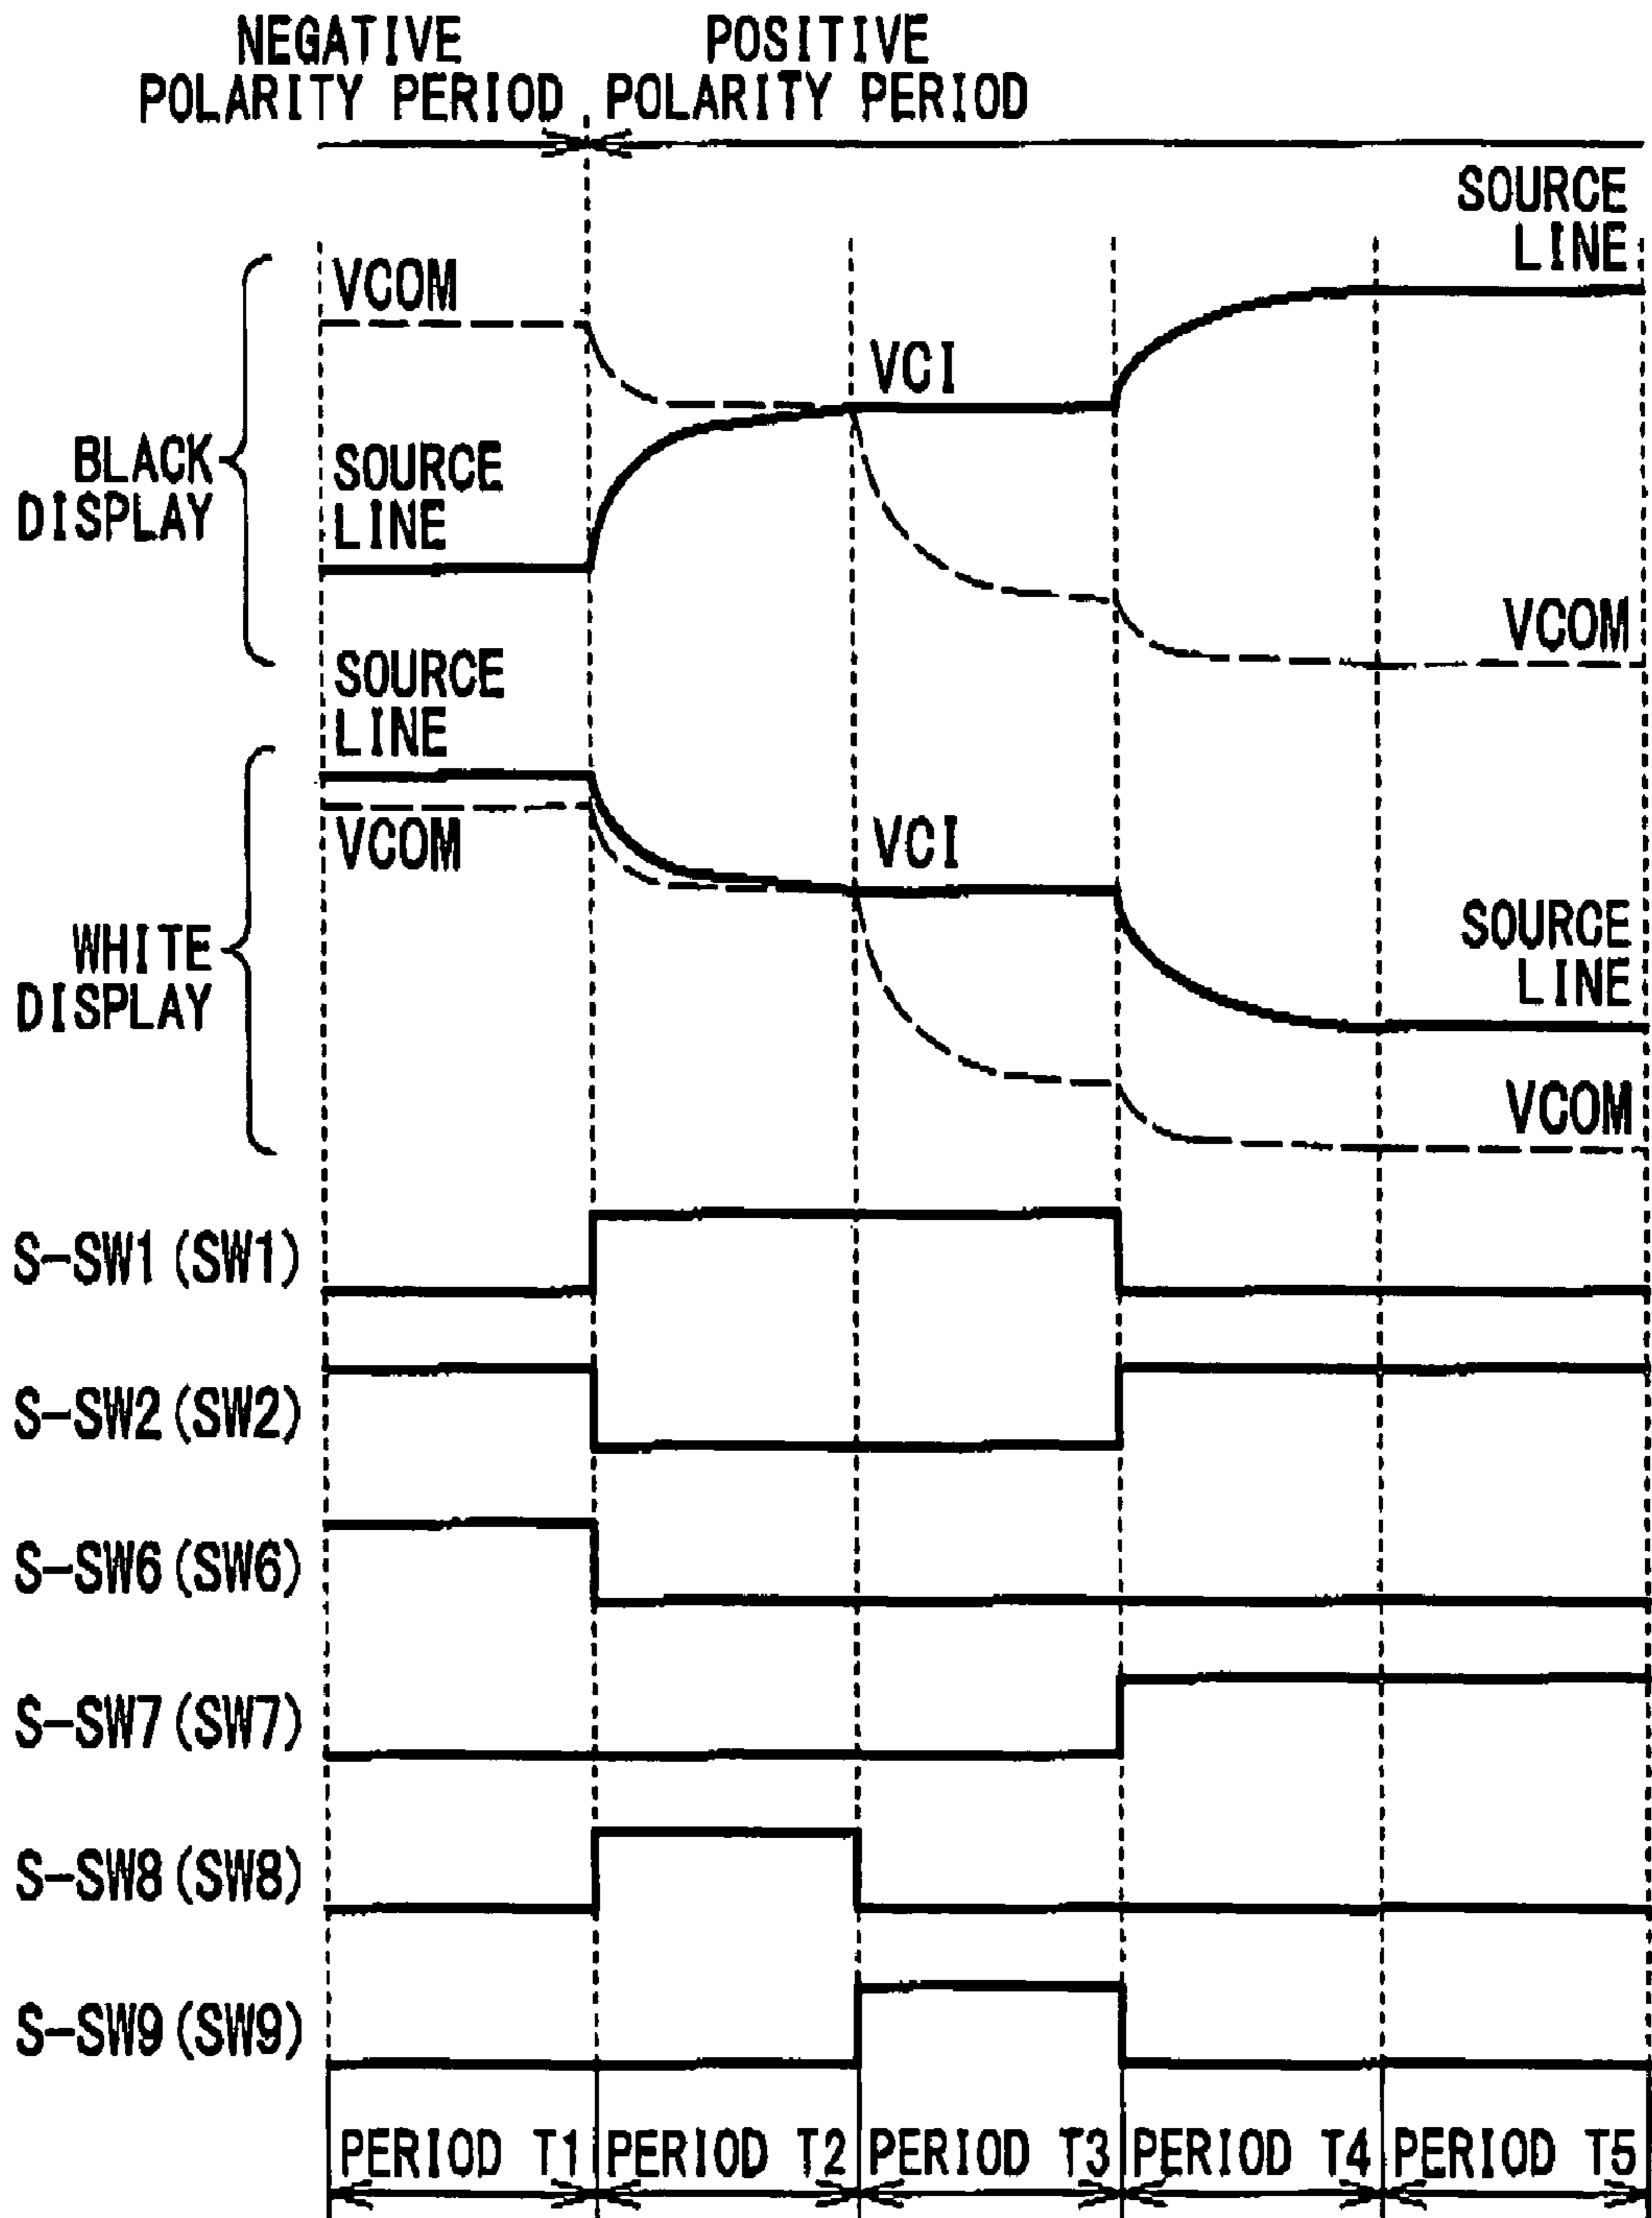 NEGATIVE
POLARITY PERIOD
POSITIVE
POLARITY PERIOD
SOURCE
LINE
VCOM
VCI
BLACK
DISPLAY
SOURCE
LINE
VCOM
SOURCE
LINE
VCOM
VCI
WHITE
DISPLAY
SOURCE
LINE
VCOM
S-SW1(SW1)
S-SW2(SW2)
S-SW6(SW6)
S-SW7(SW7)
S-SW8(SW8)
S-SW9(SW9)
PERIOD T1
PERIOD T2
PERIOD T3
PERIOD T4
PERIOD T5